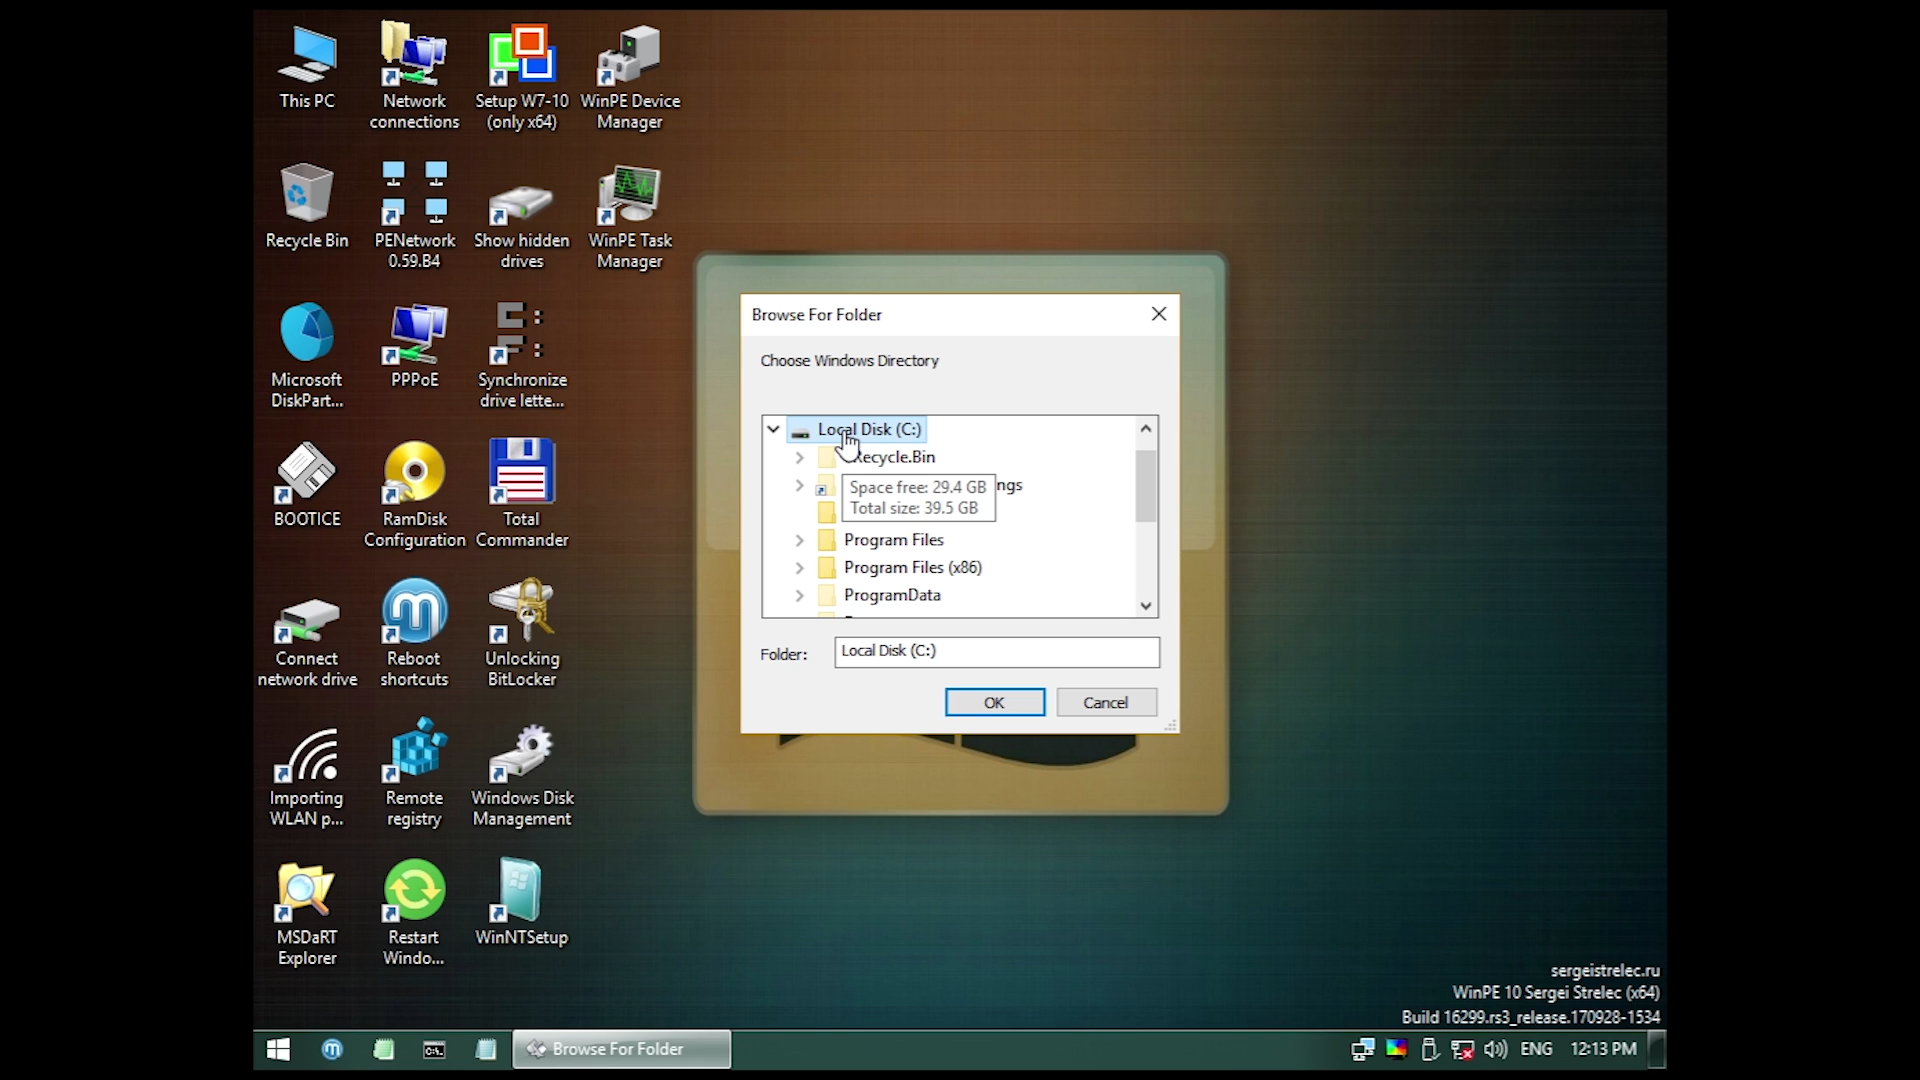 This PC
Network
connections
Setup W7-10
(only x64)
WinPE Device
Manager
Recycle Bin
PENetwork
0.59.B4
Show hidden
drives
WinPE Task
Manager
Microsoft
DiskPart...
PPPoE
Synchronize
drive lette...
BOOTICE
RamDisk
Configuration
Total
Commander
Connect
network drive
Reboot
shortcuts
Unlocking
BitLocker
Importing
WLAN p...
Remote
registry
Windows Disk
Management
MSDaRT
Explorer
Restart
Windo...
WinNTSetup
Browse For Folder
Choose Windows Directory
Local Disk (C:)
Recycle.Bin
ngs
Space free: 29.4 GB
Total size: 39.5 GB
Program Files
Program Files (x86)
ProgramData
Folder:
Local Disk (C:)
OK
Cancel
sergeistrelec.ru
WinPE 10 Sergei Strelec (x64)
Build 16299.rs3_release.170928-1534
Browse For Folder
ENG
12:13 PM